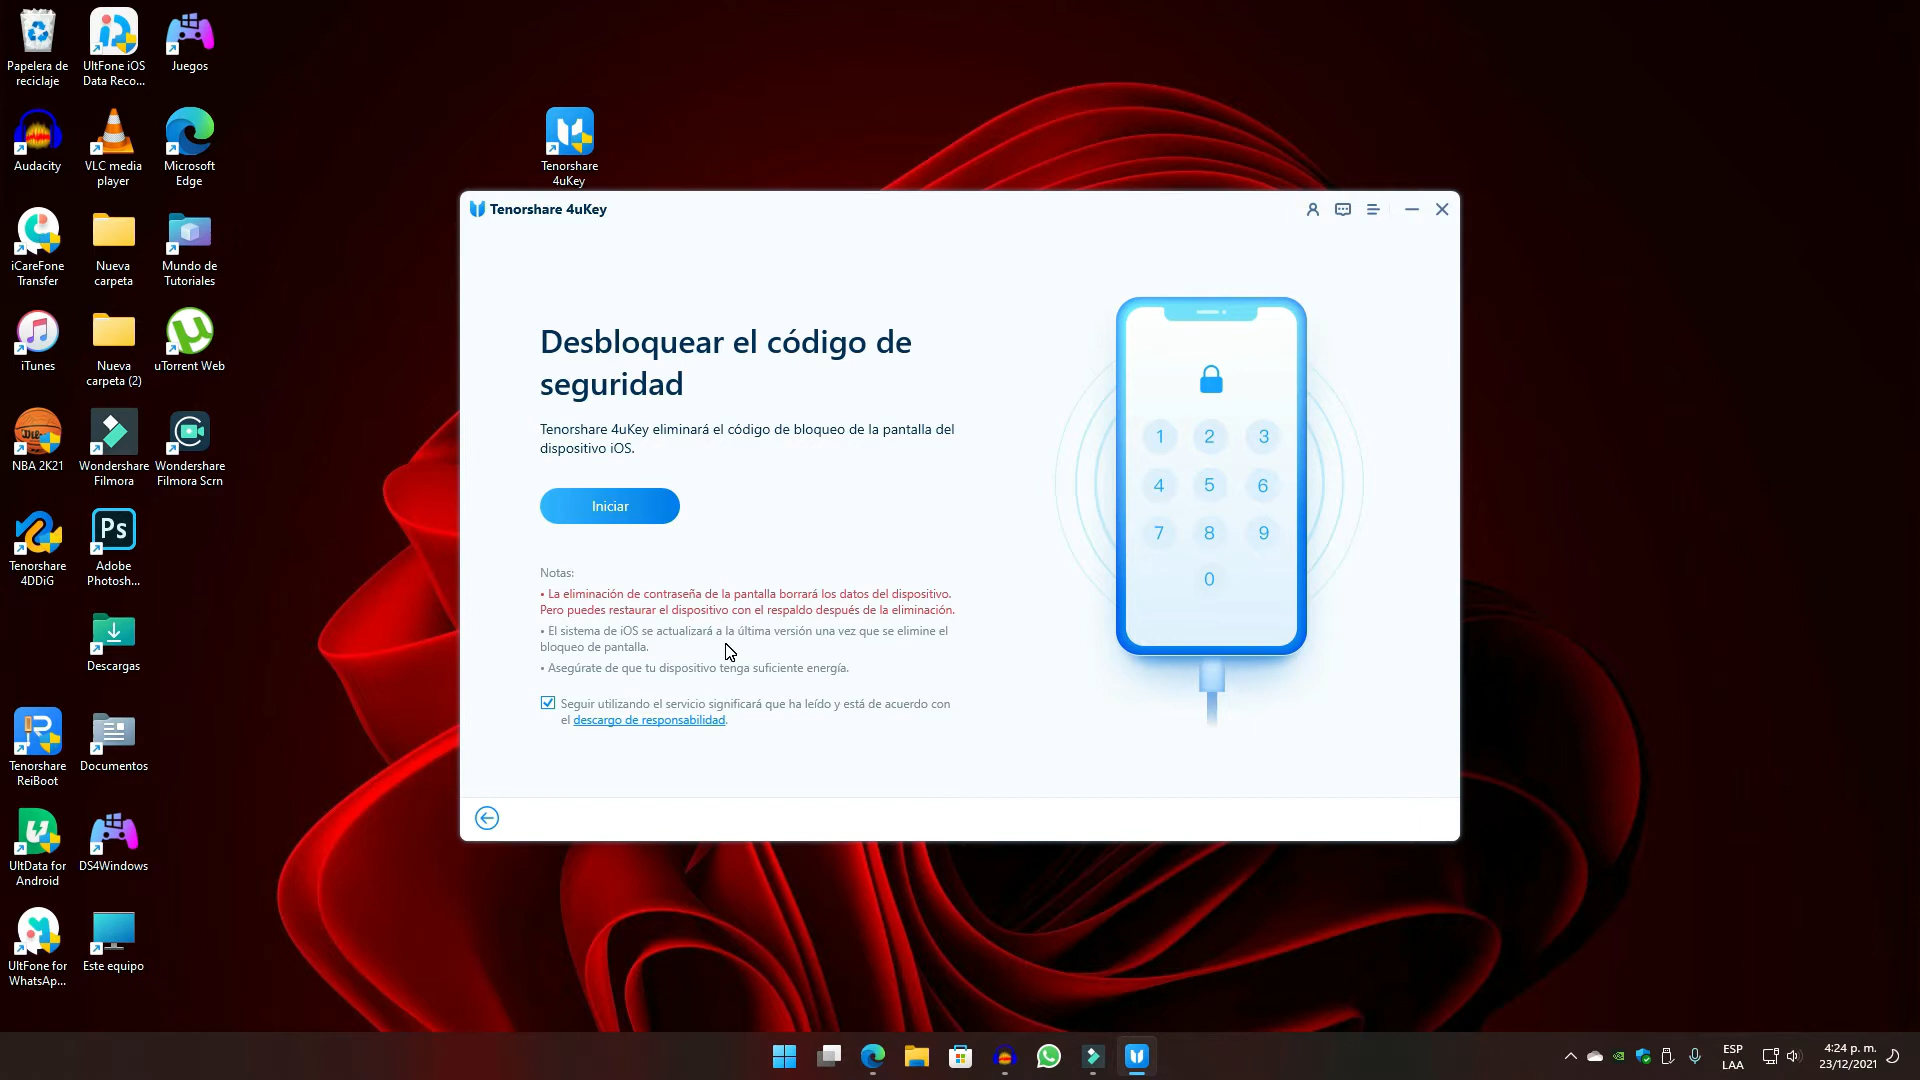 Papelera de
reciclaje
UltFone iOS
Data Reco...
Juegos
Audacity
VLC media
player
Microsoft
Edge
Tenorshare
4uKey
iCareFone
Transfer
Nueva
carpeta
Mundo de
Tutoriales
iTunes
Nueva
carpeta (2)
uTorrent Web
NBA 2K21
Wondershare
Filmora
Wondershare
Filmora Scrn
Tenorshare
4DDiG
Ps
Adobe
Photosh...
Descargas
Tenorshare
ReiBoot
Documentos
UltData for
Android
DS4Windows
UltFone for
WhatsAp...
Este equipo
Tenorshare 4uKey
Desbloquear el código de
seguridad
Tenorshare 4uKey eliminará el código de bloqueo de la pantalla del
dispositivo iOS.
Iniciar
Notas:
• La eliminación de contraseña de la pantalla borrará los datos del dispositivo.
Pero puedes restaurar el dispositivo con el respaldo después de la eliminación.
• El sistema de iOS se actualizará a la última versión una vez que se elimine el
bloqueo de pantalla.
• Asegúrate de que tu dispositivo tenga suficiente energía.
Seguir utilizando el servicio significará que ha leído y está de acuerdo con
el descargo de responsabilidad.
1 2 3
4 5 6
7 8 9
0
ESP
LAA
4:24 p. m.
23/12/2021